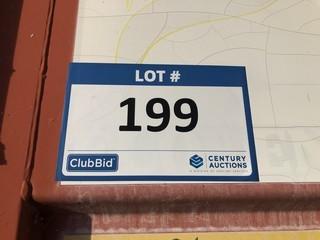 LOT #
199
ClubBid
CENTURY
AUCTIONS